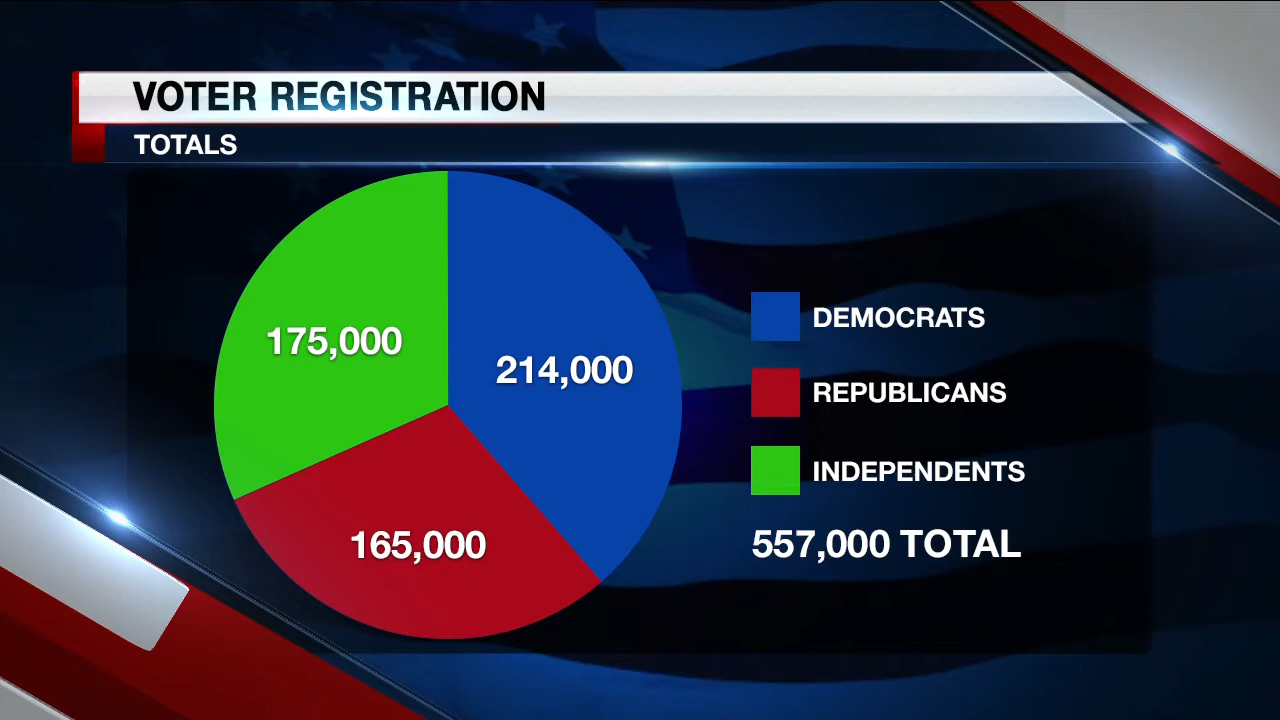 VOTER REGISTRATION
TOTALS
175,000
214,000
165,000
DEMOCRATS
REPUBLICANS
INDEPENDENTS
557,000 TOTAL